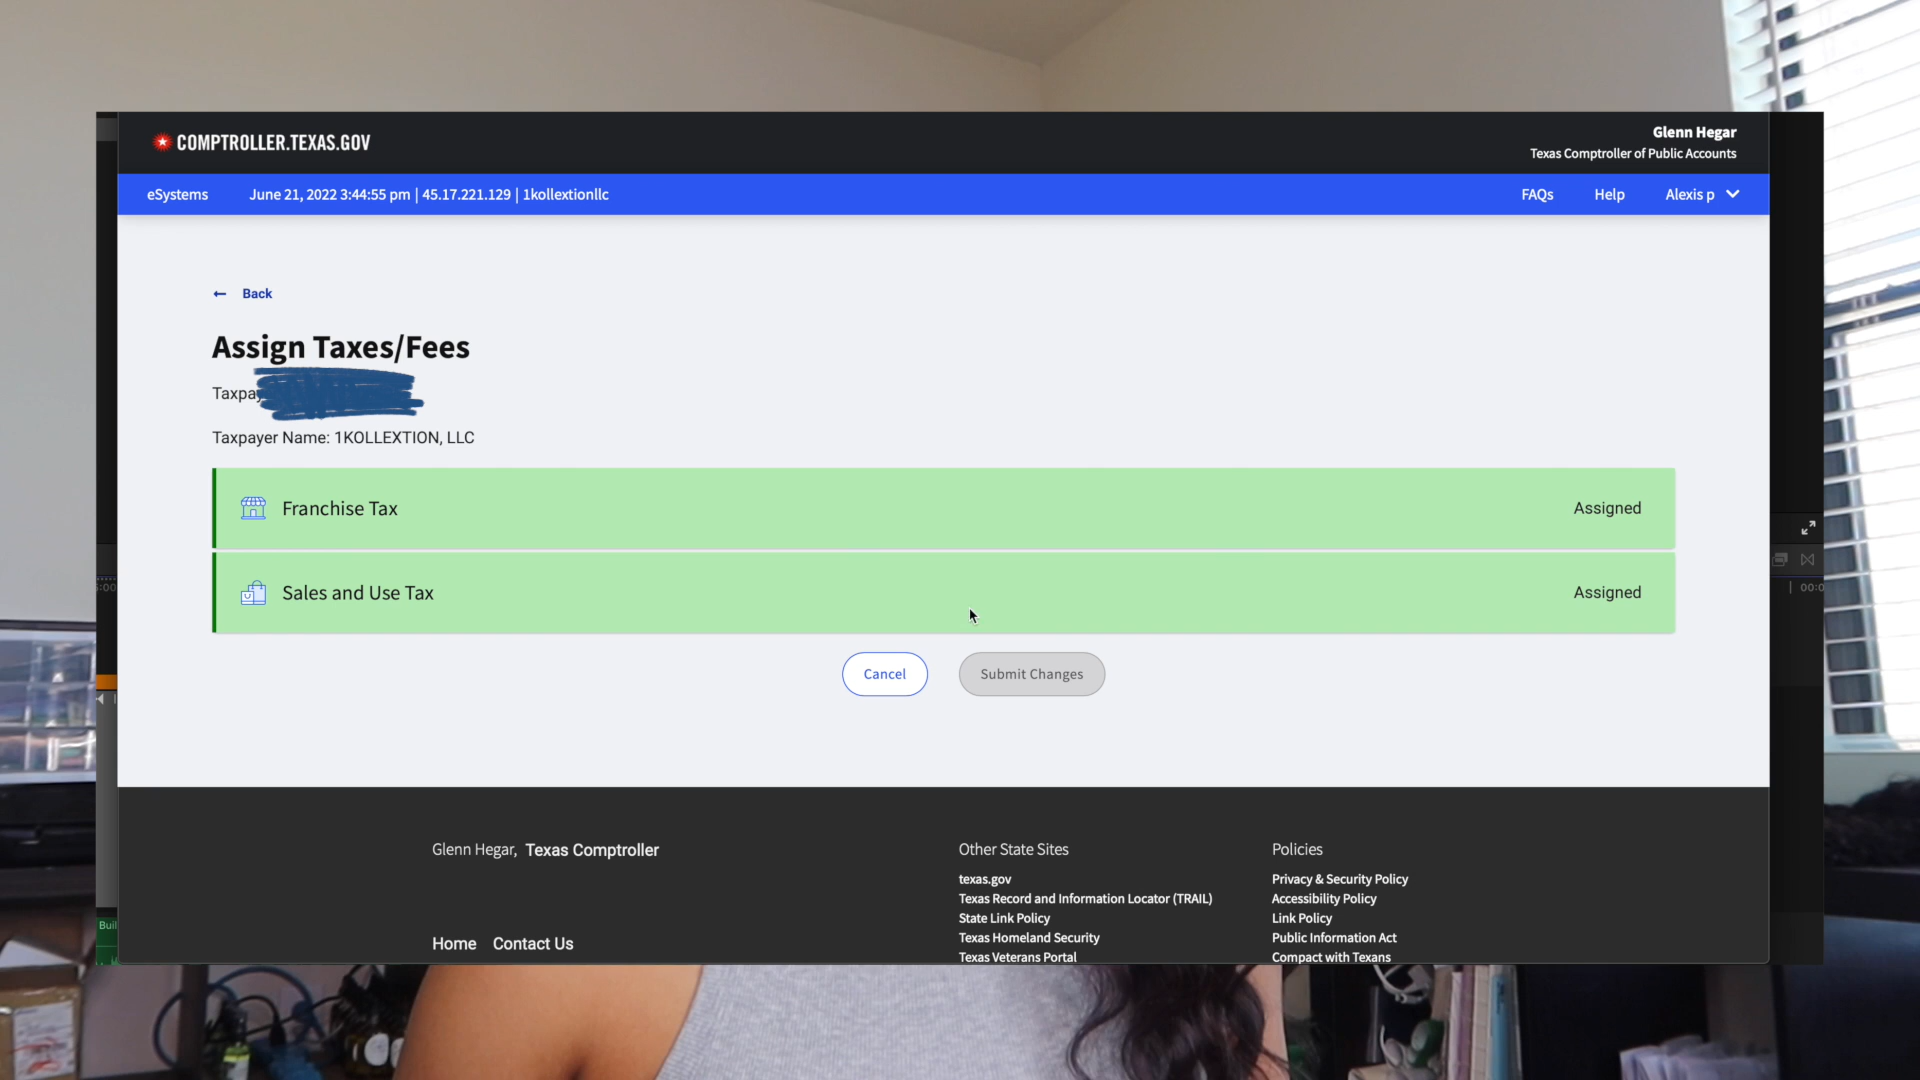 COMPTROLLER.TEXAS.GOV
Glenn Hegar
Texas Comptroller of Public Accounts
eSystems
June 21, 2022 3:44:55 pm | 45.17.221.129 | 1kollextionllc
FAQs
Help
Alexis p
← Back
Assign Taxes/Fees
Taxpay
Taxpayer Name: 1KOLLEXTION, LLC
Franchise Tax
Assigned
Sales and Use Tax
Assigned
Cancel
Submit Changes
Glenn Hegar, Texas Comptroller
Home
Contact Us
Other State Sites
texas.gov
Texas Record and Information Locator (TRAIL)
State Link Policy
Texas Homeland Security
Texas Veterans Portal
Policies
Privacy & Security Policy
Accessibility Policy
Link Policy
Public Information Act
Compact with Texans